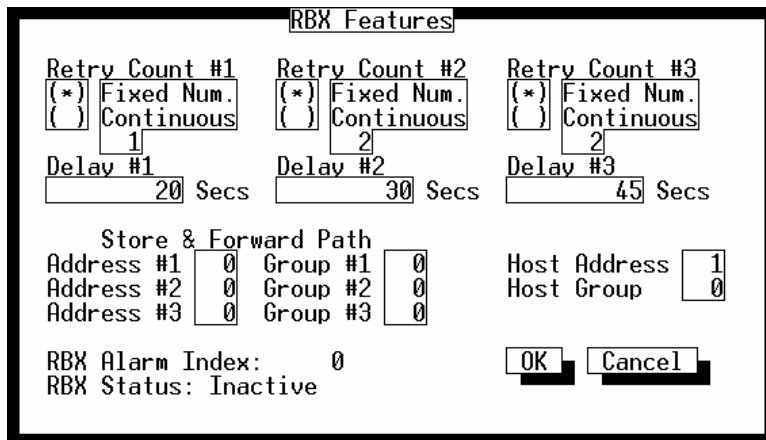 RBX Features
Retry Count #1 Retry Count #2 Retry Count #3
(*) Fixed Num. (*) Fixed Num. (*) Fixed Num.
( ) Continuous ( ) Continuous ( ) Continuous
1 2 2
Delay #1 Delay #2 Delay #3
20 Secs 30 Secs 45 Secs
Store & Forward Path
Address #1 0 Group #1 0 Host Address 1
Address #2 0 Group #2 0 Host Group 0
Address #3 0 Group #3 0
RBX Alarm Index: 0 OK Cancel
RBX Status: Inactive